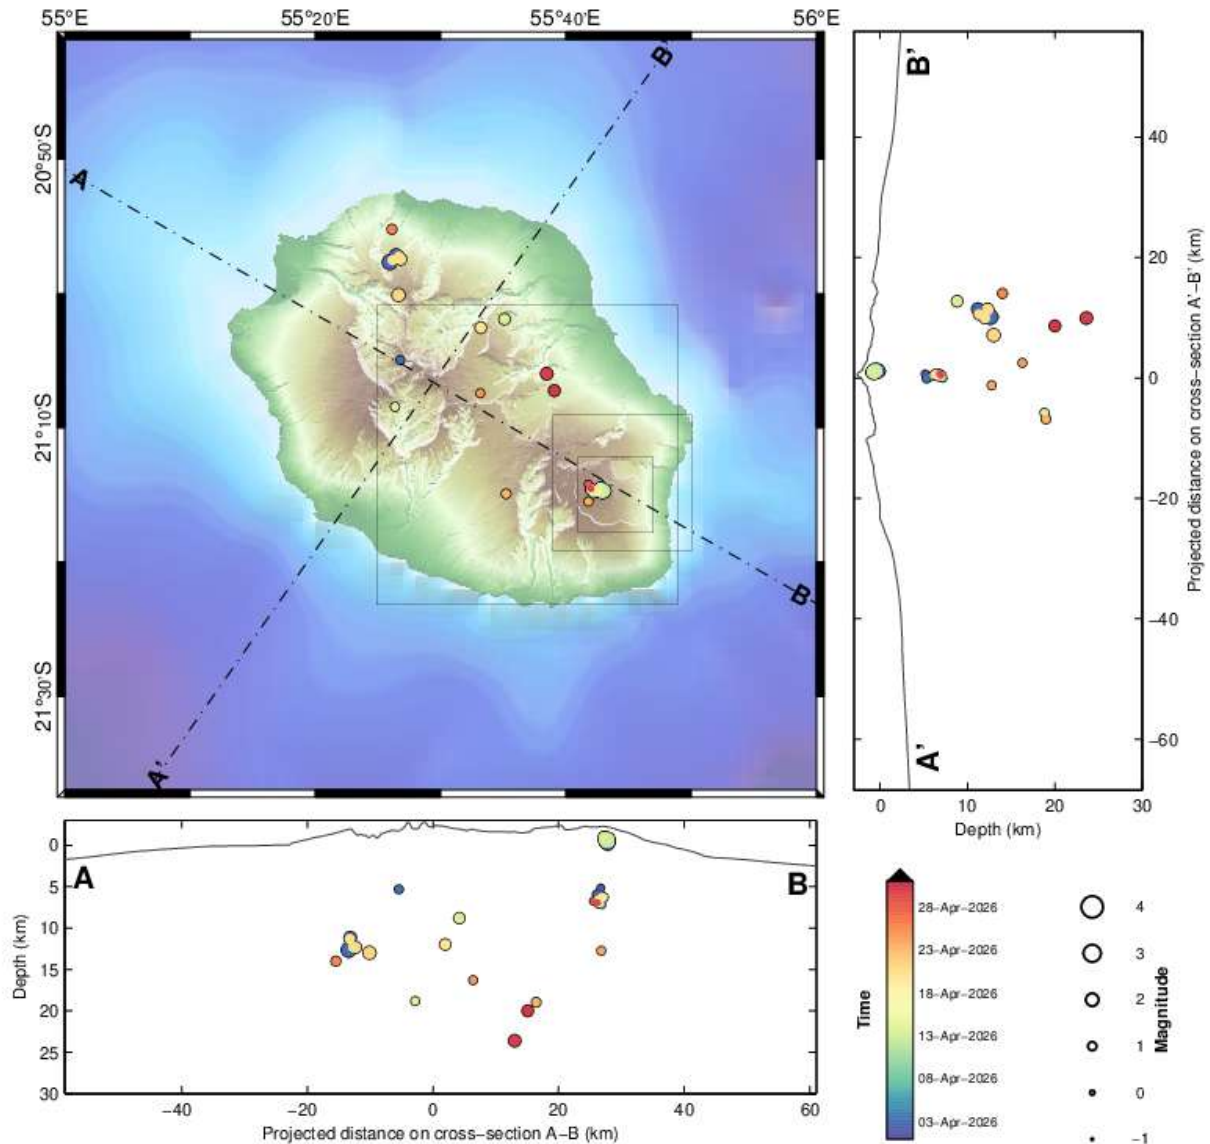 55°E 55°20'E 55°40'E 56°E
20°50'S
21°10'S
21°30'S
A
B
A'
B'
B'
A'
40
20
0
−20
−40
−60
Projected distance on cross−section A'−B' (km)
0 10 20 30
Depth (km)
A
B
0
5
10
15
20
25
30
Depth (km)
−40 −20 0 20 40 60
Projected distance on cross−section A−B (km)
Time
28−Apr−2026
23−Apr−2026
18−Apr−2026
13−Apr−2026
08−Apr−2026
03−Apr−2026
4
3
2
1
0
−1
Magnitude